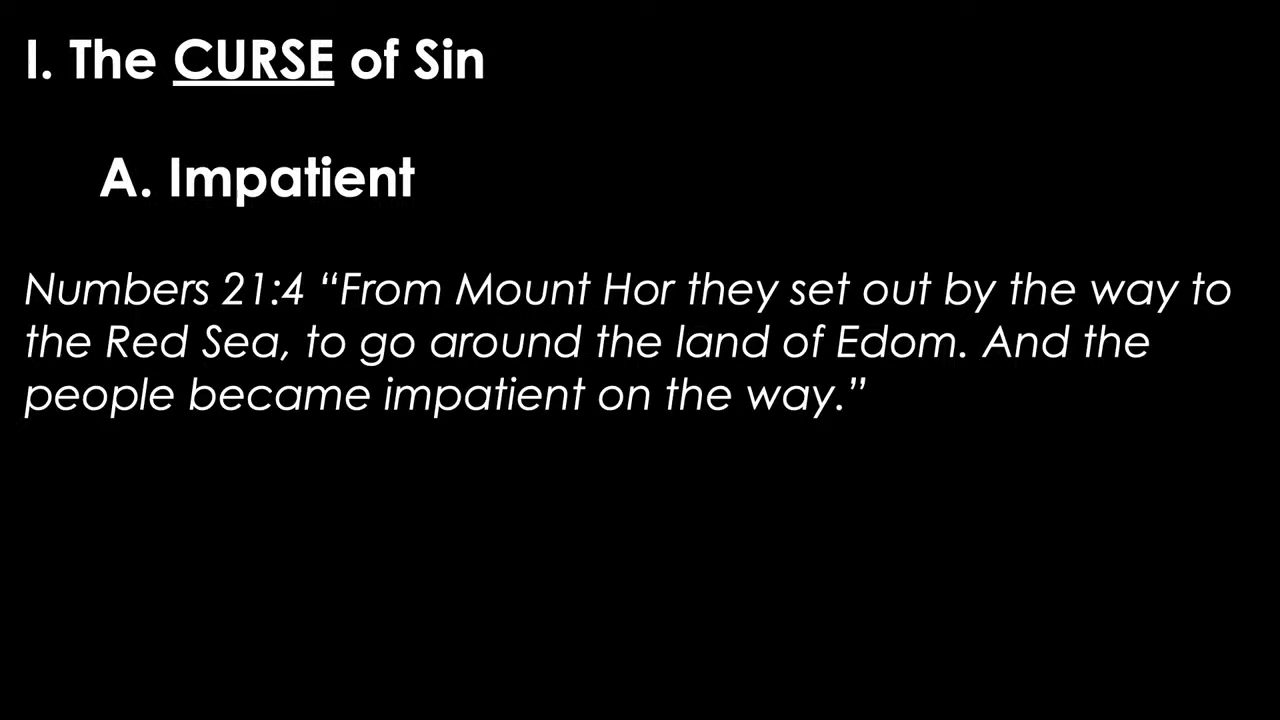 I. The CURSE of Sin
A. Impatient
Numbers 21:4 “From Mount Hor they set out by the way to
the Red Sea, to go around the land of Edom. And the
people became impatient on the way.”